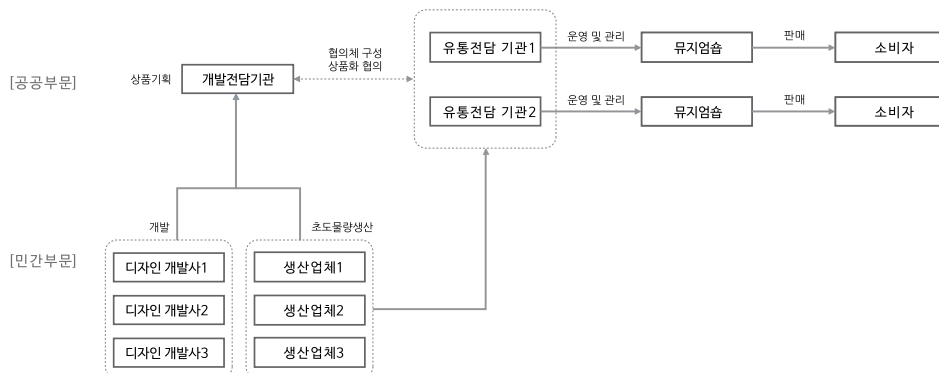 [공공부문]
상품기획
개발전담기관
협의체 구성
상품화 협의
유통전담 기관1
운영 및 관리
뮤지엄숍
판매
소비자
유통전담 기관2
운영 및 관리
뮤지엄숍
판매
소비자
[민간부문]
개발
디자인 개발사1
디자인 개발사2
디자인 개발사3
초도물량생산
생산업체1
생산업체2
생산업체3